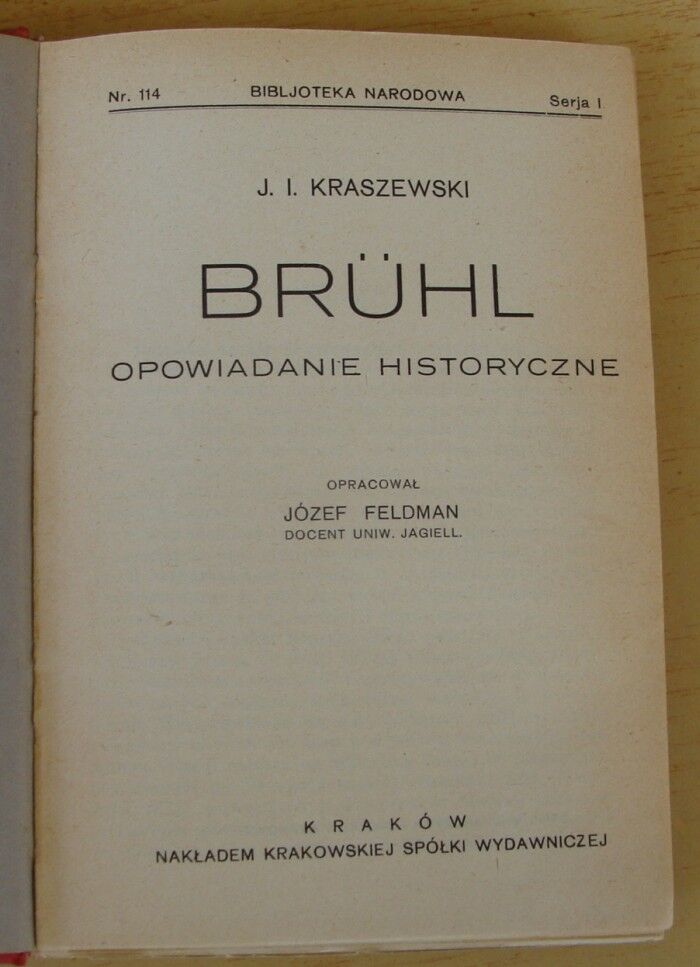 Nr. 114 BIBLJOTEKA NARODOWA Serja I
J. I. KRASZEWSKI
BRÜHL
OPOWIADANIE HISTORYCZNE
OPRACOWAŁ
JÓZEF FELDMAN
DOCENT UNIW. JAGIELL.
KRAKÓW
NAKŁADEM KRAKOWSKIEJ SPÓŁKI WYDAWNICZEJ